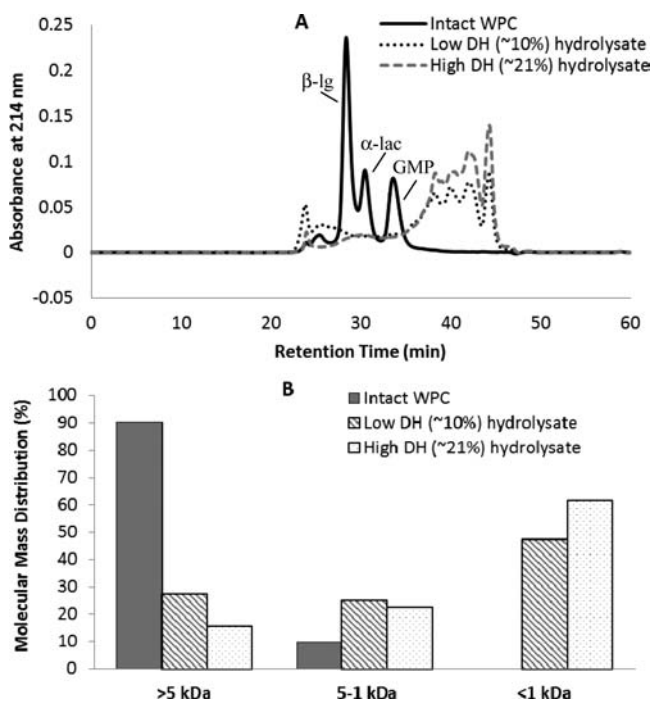 A
Intact WPC
Low DH (~10%) hydrolysate
High DH (~21%) hydrolysate
0.25
0.2
0.15
0.1
0.05
0
-0.05
Absorbance at 214 nm
β-lg
α-lac
GMP
0 10 20 30 40 50 60
Retention Time (min)
B
Intact WPC
Low DH (~10%) hydrolysate
High DH (~21%) hydrolysate
100
90
80
70
60
50
40
30
20
10
0
Molecular Mass Distribution (%)
>5 kDa 5-1 kDa <1 kDa